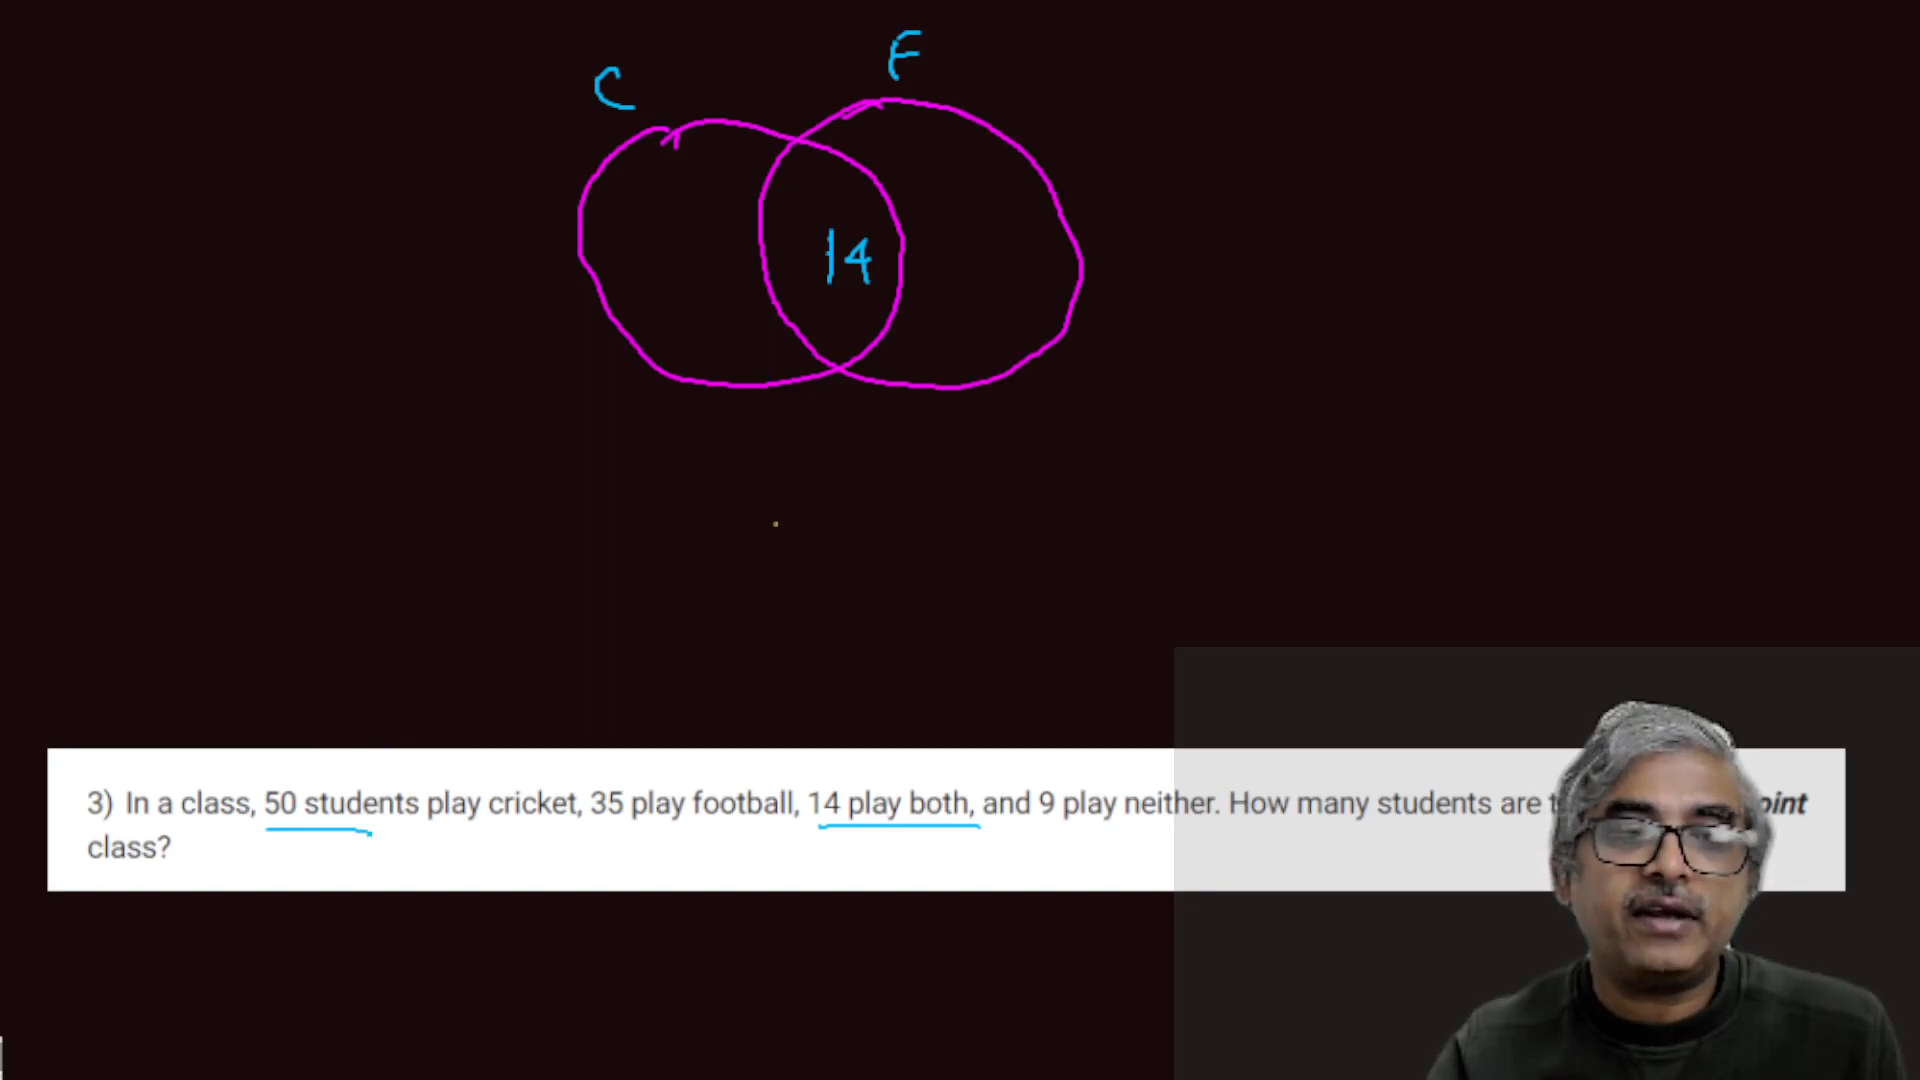 C
F
14
3) In a class, 50 students play cricket, 35 play football, 14 play both, and 9 play neither. How many students are
class?